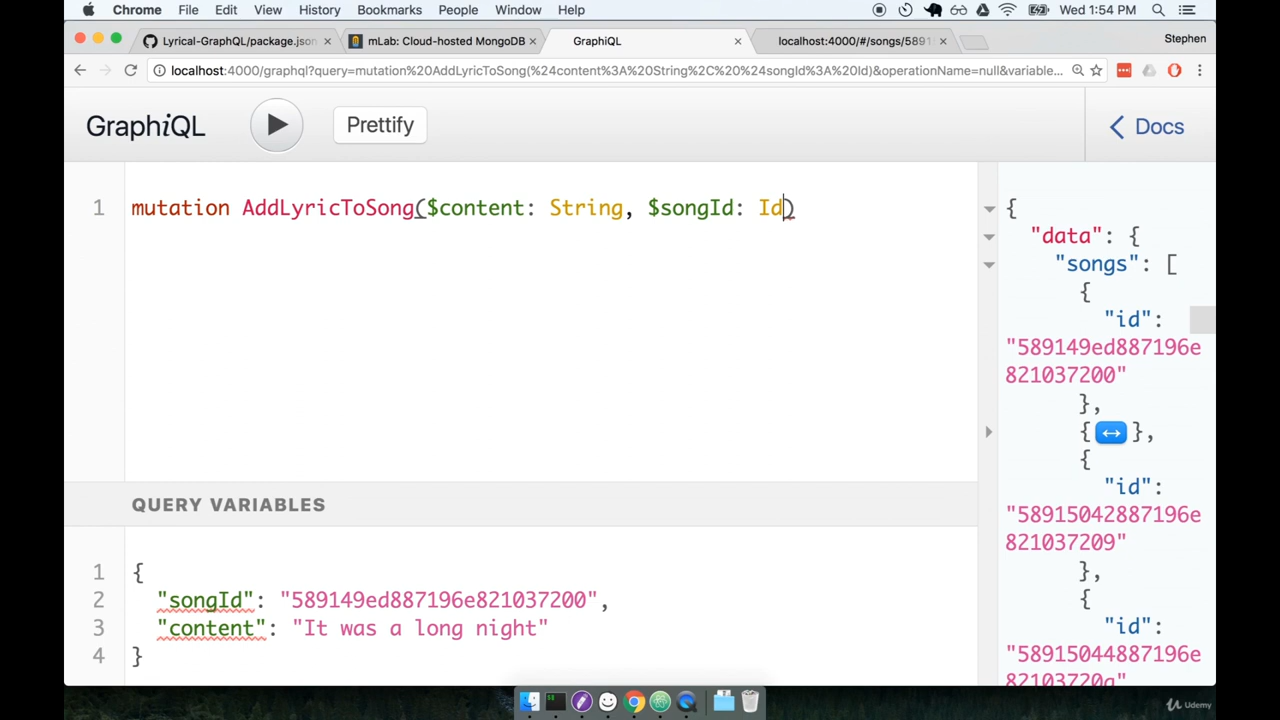 Chrome File Edit View History Bookmarks People Window Help Wed 1:54 PM
Lyrical-GraphQL/package.json mLab: Cloud-hosted MongoDB GraphiQL localhost:4000/#/songs/5891 Stephen
localhost:4000/graphql?query=mutation%20AddLyricToSong(%24content%3A%20String%2C%20%24songId%3A%20Id)&operationName=null&variable...
GraphiQL Prettify Docs
1 mutation AddLyricToSong($content: String, $songId: Id)
QUERY VARIABLES
1 {
2 "songId": "589149ed887196e821037200",
3 "content": "It was a long night"
4 }
{
"data": {
"songs": [
{
"id":
"589149ed887196e
821037200"
},
{ },
{
"id":
"58915042887196e
821037209"
},
{
"id":
"58915044887196e
82103720a"
Udemy